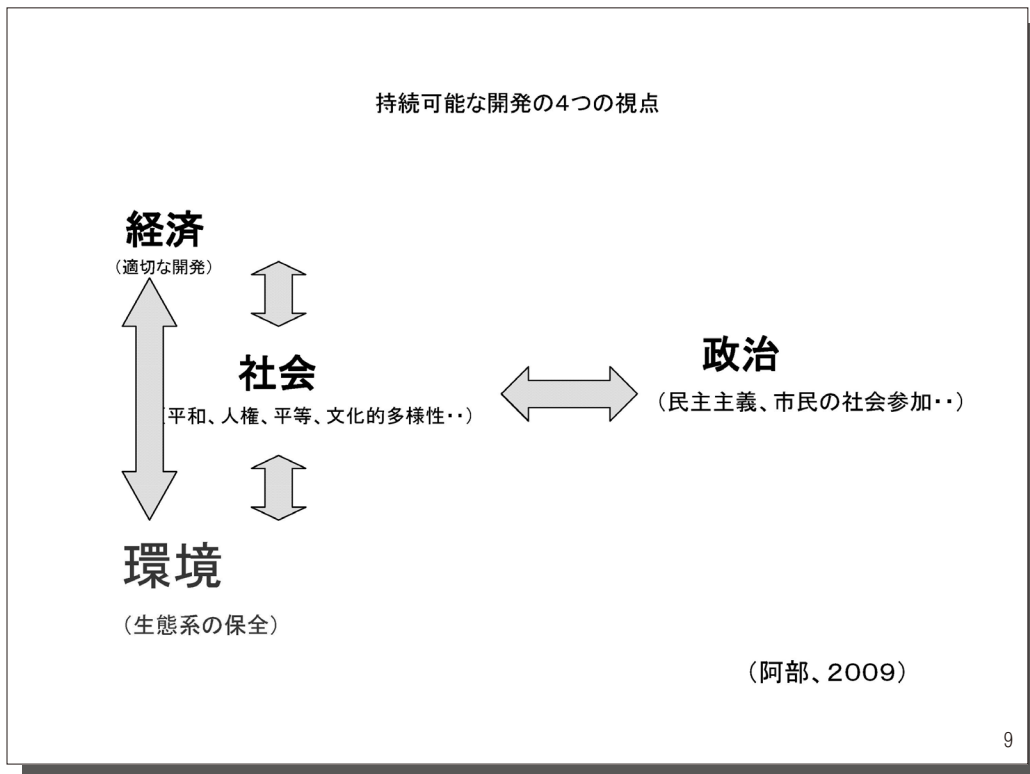 持続可能な開発の4つの視点
経済
（適切な開発）
社会
（平和、人権、平等、文化的多様性・・）
政治
（民主主義、市民の社会参加・・）
環境
（生態系の保全）
（阿部、2009）
9